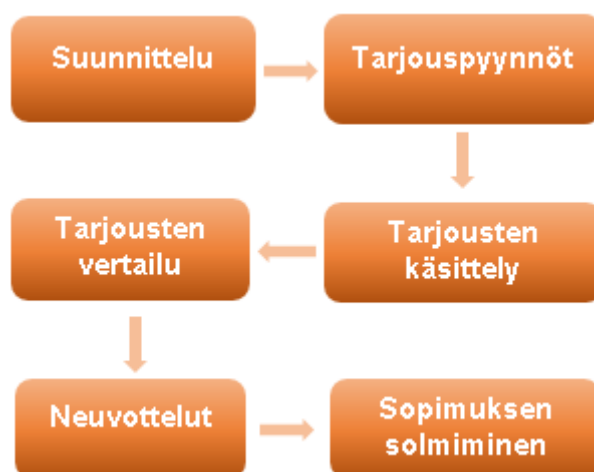 Suunnittelu
Tarjouspyynnöt
Tarjousten
käsittely
Tarjousten
vertailu
Neuvottelut
Sopimuksen
solmiminen